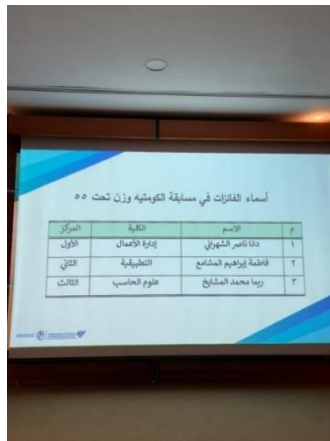 أسماء الفائزات في مسابقة الكومتيه وزن تحت ٥٥
م الاسم الكلية المركز
١ دانا ناصر الشهراني إدارة الأعمال الأول
٢ فاطمة إبراهيم المشامع التطبيقية الثاني
٣ ريما محمد المشايخ علوم الحاسب الثالث